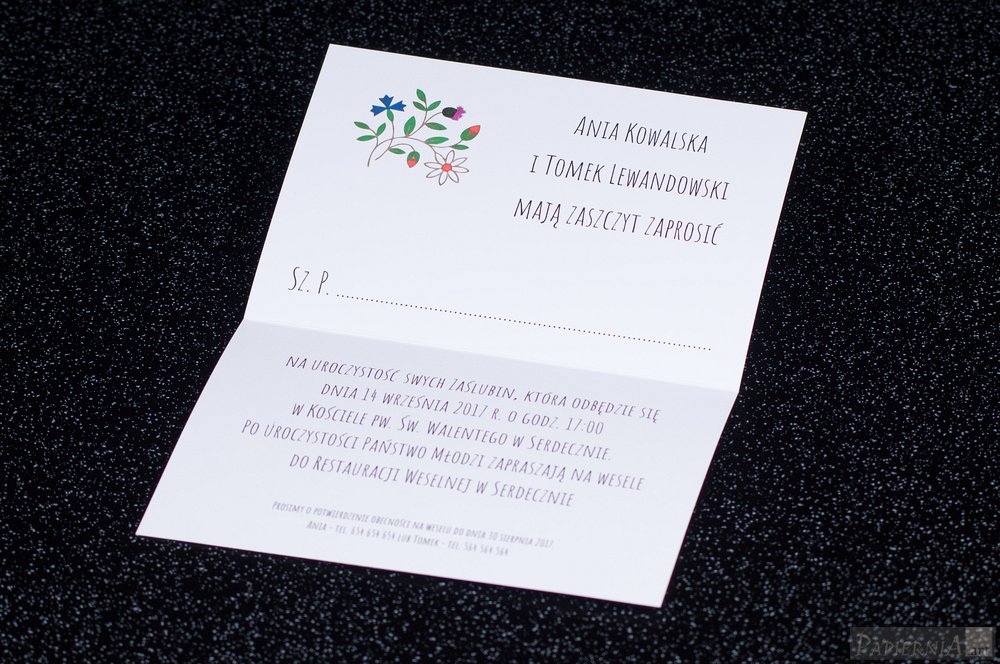 Ania Kowalska
i Tomek Lewandowski
mają zaszczyt zaprosić
Sz. P. ........................................
na uroczystość swych zaślubin, która odbędzie się
dnia 14 września 2017 r. o godz. 17:00
w Kościele pw. Św. Walentego w Serdecznie.
Po uroczystości Państwo Młodzi zapraszają na wesele
do Restauracji Weselnej w Serdecznie
Prosimy o potwierdzenie obecności na weselu do dnia 10 sierpnia 2017.
Ania - tel. 654 654 654 lub Tomek - tel. 564 564 564